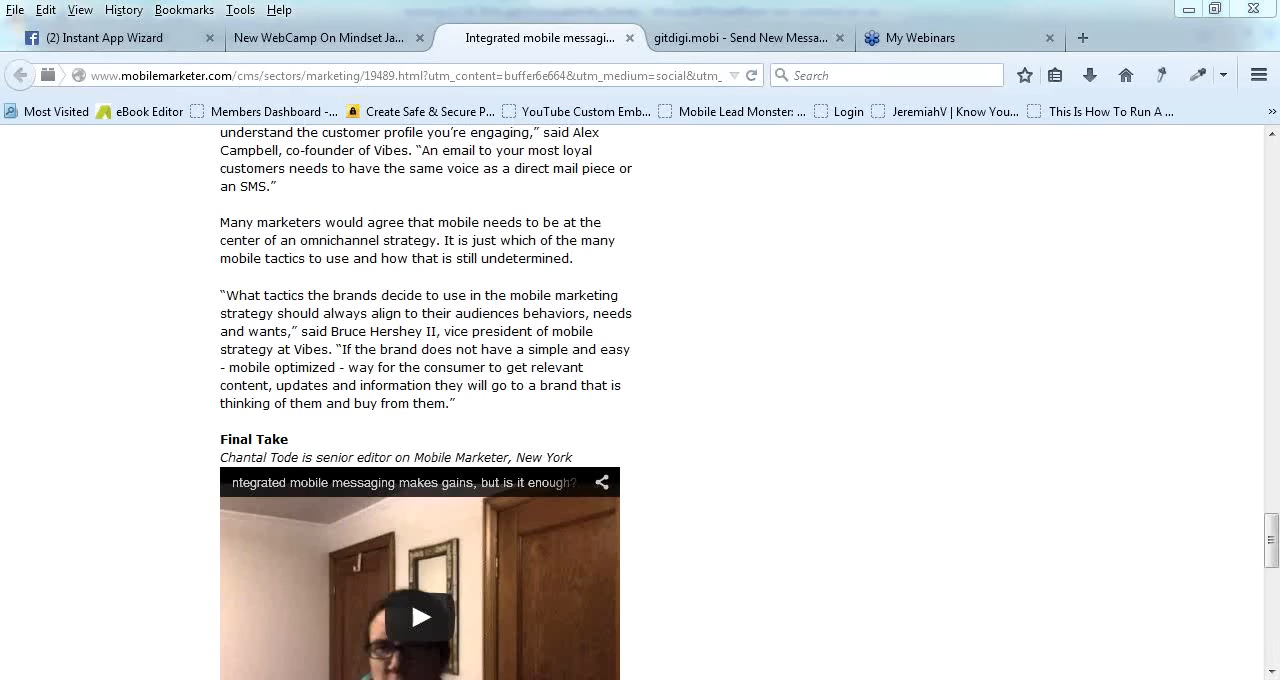 File Edit View History Bookmarks Tools Help
(2) Instant App Wizard
New WebCamp On Mindset Ja...
Integrated mobile messagi...
gitdigi.mobi - Send New Messa...
My Webinars
www.mobilemarketer.com/cms/sectors/marketing/19489.html?utm_content=buffer6e664&utm_medium=social&utm_
Search
Most Visited eBook Editor Members Dashboard -... Create Safe & Secure P... YouTube Custom Emb... Mobile Lead Monster: ... Login JeremiahV | Know You... This Is How To Run A ...
understand the customer profile you’re engaging,” said Alex
Campbell, co-founder of Vibes. “An email to your most loyal
customers needs to have the same voice as a direct mail piece or
an SMS.”
Many marketers would agree that mobile needs to be at the
center of an omnichannel strategy. It is just which of the many
mobile tactics to use and how that is still undetermined.
“What tactics the brands decide to use in the mobile marketing
strategy should always align to their audiences behaviors, needs
and wants,” said Bruce Hershey II, vice president of mobile
strategy at Vibes. “If the brand does not have a simple and easy
- mobile optimized - way for the consumer to get relevant
content, updates and information they will go to a brand that is
thinking of them and buy from them.”
Final Take
Chantal Tode is senior editor on Mobile Marketer, New York
ntegrated mobile messaging makes gains, but is it enough?